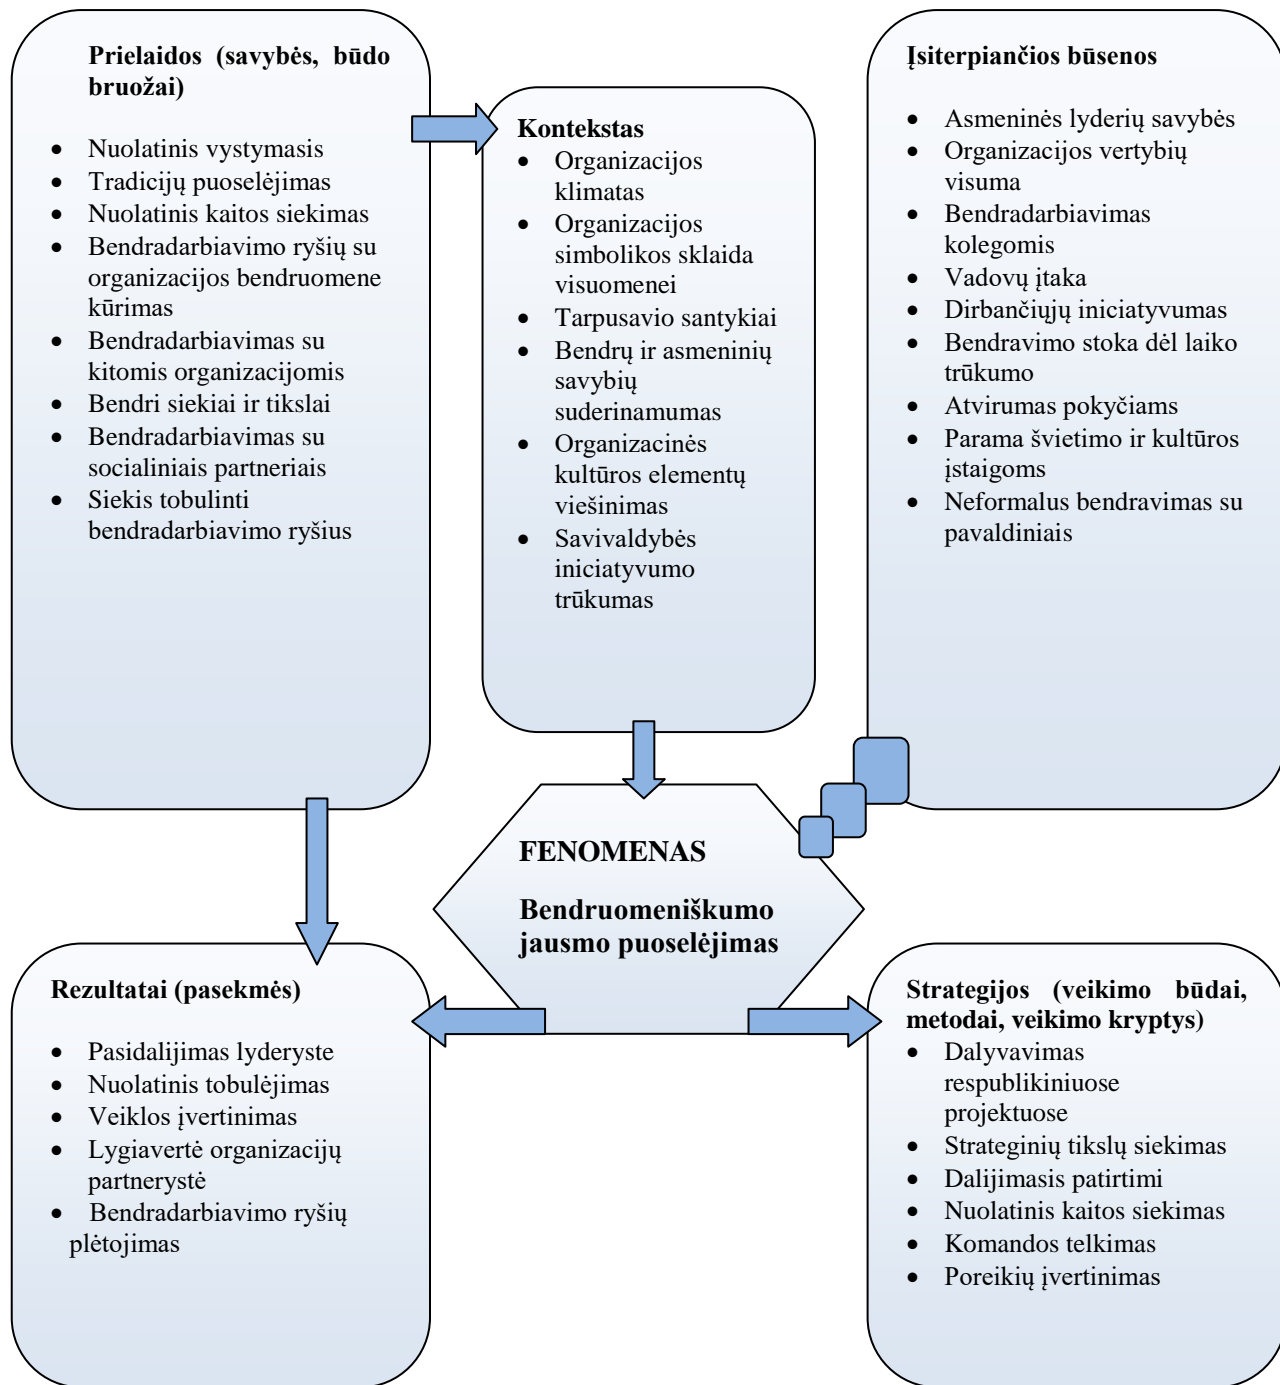 Prielaidos (savybės, būdo
bruožai)
• Nuolatinis vystymasis
• Tradicijų puoselėjimas
• Nuolatinis kaitos siekimas
• Bendradarbiavimo ryšių su
organizacijos bendruomene
kūrimas
• Bendradarbiavimas su
kitomis organizacijomis
• Bendri siekiai ir tikslai
• Bendradarbiavimas su
socialiniais partneriais
• Siekis tobulinti
bendradarbiavimo ryšius
Kontekstas
• Organizacijos
klimatas
• Organizacijos
simbolikos sklaida
visuomenei
• Tarpusavio santykiai
• Bendrų ir asmeninių
savybių
suderinamumas
• Organizacinės
kultūros elementų
viešinimas
• Savivaldybės
iniciatyvumo
trūkumas
Įsiterpiančios būsenos
• Asmeninės lyderių savybės
• Organizacijos vertybių
visuma
• Bendradarbiavimas
kolegomis
• Vadovų įtaka
• Dirbančiųjų iniciatyvumas
• Bendravimo stoka dėl laiko
trūkumo
• Atvirumas pokyčiams
• Parama švietimo ir kultūros
įstaigoms
• Neformalus bendravimas su
pavaldiniais
FENOMENAS
Bendruomeniškumo
jausmo puoselėjimas
Rezultatai (pasekmės)
• Pasidalijimas lyderyste
• Nuolatinis tobulėjimas
• Veiklos įvertinimas
• Lygiavertė organizacijų
partnerystė
• Bendradarbiavimo ryšių
plėtojimas
Strategijos (veikimo būdai,
metodai, veikimo kryptys)
• Dalyvavimas
respublikiniuose
projektuose
• Strateginių tikslų siekimas
• Dalijimasis patirtimi
• Nuolatinis kaitos siekimas
• Komandos telkimas
• Poreikių įvertinimas